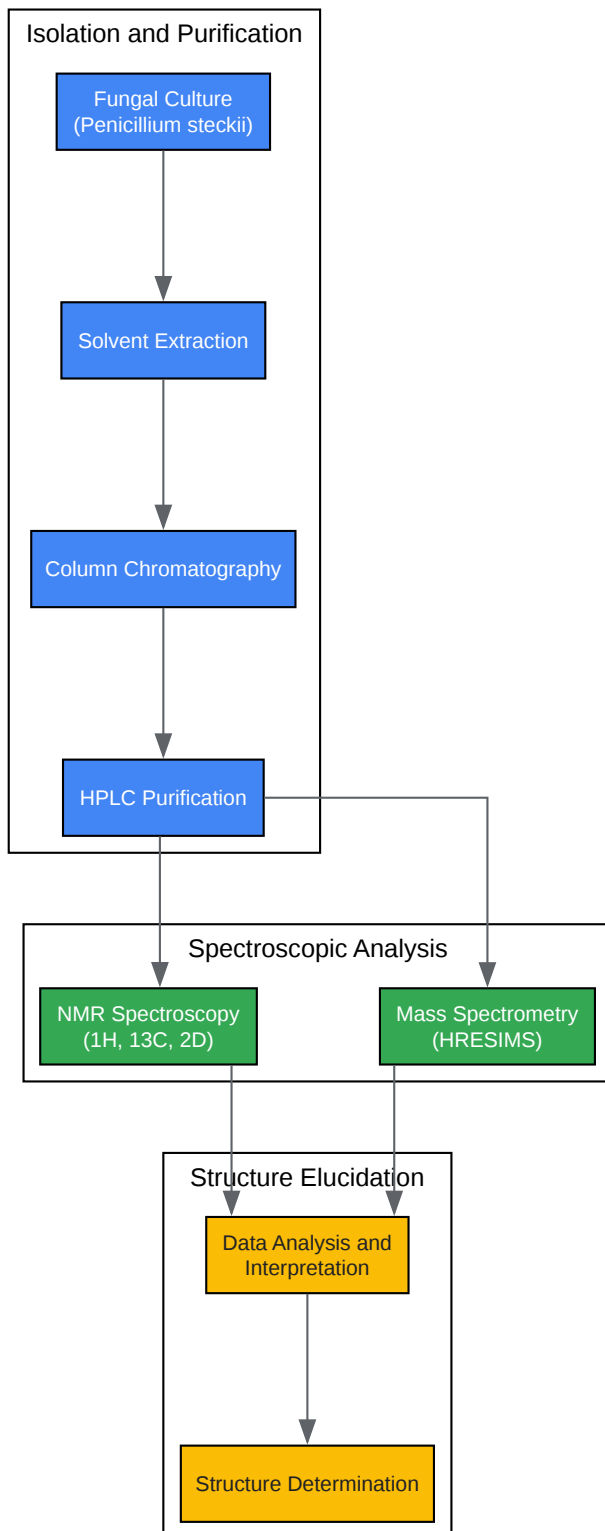 Isolation and Purification
Fungal Culture
(Penicillium steckii)
Solvent Extraction
Column Chromatography
HPLC Purification
Spectroscopic Analysis
NMR Spectroscopy
(1H, 13C, 2D)
Mass Spectrometry
(HRESIMS)
Structure Elucidation
Data Analysis and
Interpretation
Structure Determination